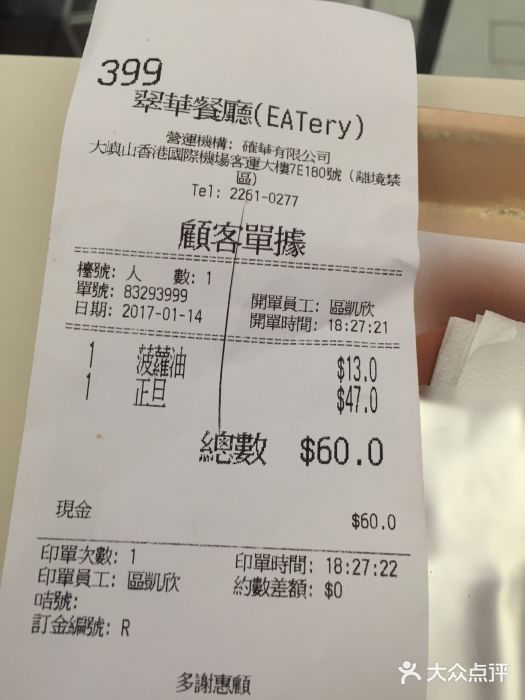 399
翠華餐廳(EATery)
營運機構: 確華有限公司
大嶼山香港國際機場客運大樓7E180號 (離境禁
區)
Tel: 2261-0277
顧客單據
檯號: 人 數: 1
單號: 83293999 開單員工: 區凱欣
日期: 2017-01-14 開單時間: 18:27:21
1 菠蘿油 $13.0
1 正旦 $47.0
總數 $60.0
現金 $60.0
印單次數: 1 印單時間: 18:27:22
印單員工: 區凱欣 約數差額: $0
咭號:
訂金編號: R
多謝惠顧
大众点评